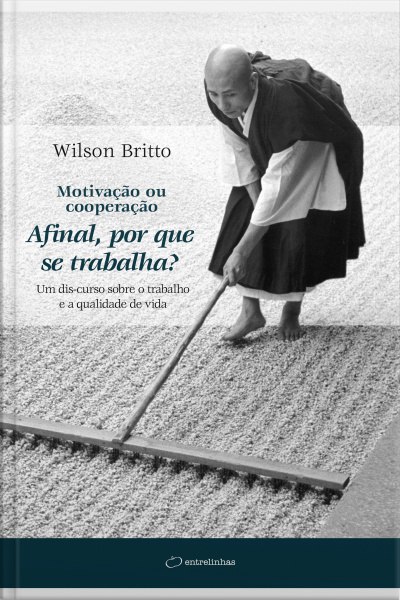 Wilson Britto
Motivação ou
cooperação
Afinal, por que
se trabalha?
Um dis-curso sobre o trabalho
e a qualidade de vida
entrelinhas